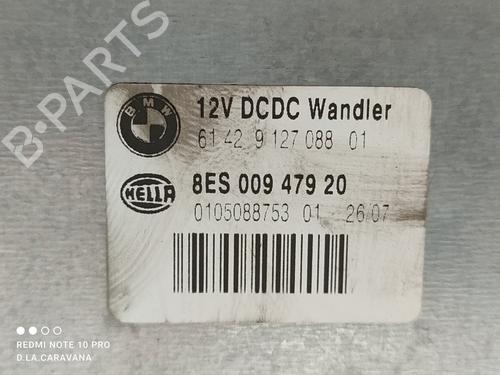 B-PARTS
BMW
12V DCDC Wandler
61 42 9 127 088 01
HELLA
8ES 009 479 20
0105088753 01 26/07
REDMI NOTE 10 PRO
D.LA.CARAVANA